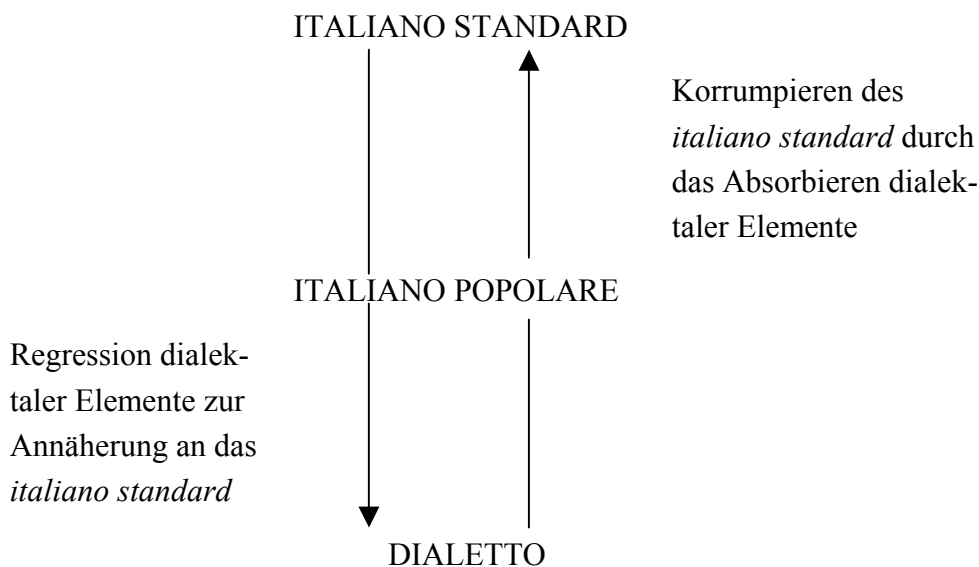 ITALIANO STANDARD
Korrumpieren des
italiano standard durch
das Absorbieren dialek-
taler Elemente
ITALIANO POPOLARE
Regression dialek-
taler Elemente zur
Annäherung an das
italiano standard
DIALETTO